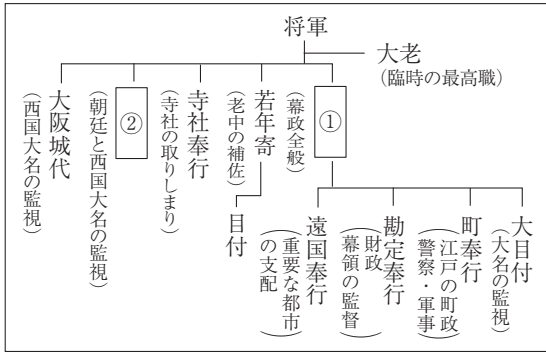 将軍
大老
(臨時の最高職)
①
(幕政全般)
若年寄
(老中の補佐)
寺社奉行
(寺社の取りしまり)
②
(朝廷と西国大名の監視)
大阪城代
(西国大名の監視)
大目付
(大名の監視)
町奉行
(江戸の町政
警察・軍事)
勘定奉行
(財政
幕領の監督)
遠国奉行
(重要な都市
の支配)
目付